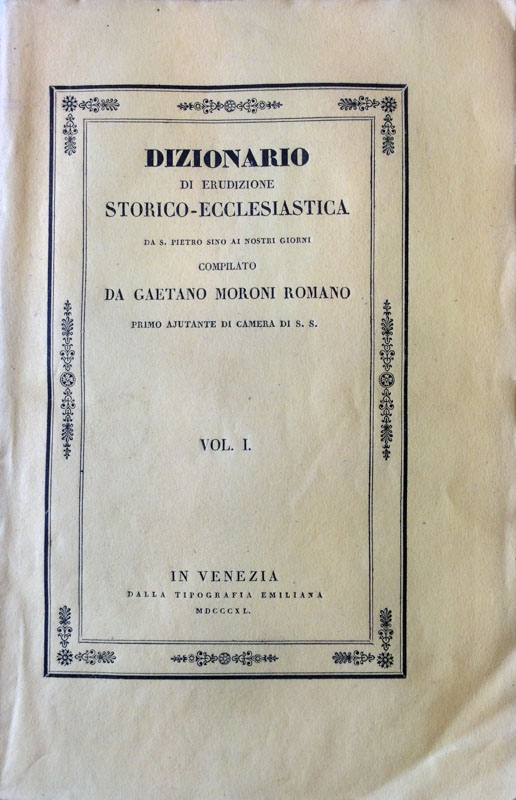 DIZIONARIO
DI ERUDIZIONE
STORICO-ECCLESIASTICA
DA S. PIETRO SINO AI NOSTRI GIORNI
COMPILATO
DA GAETANO MORONI ROMANO
PRIMO AJUTANTE DI CAMERA DI S. S.
VOL. I.
IN VENEZIA
DALLA TIPOGRAFIA EMILIANA
MDCCCXL.